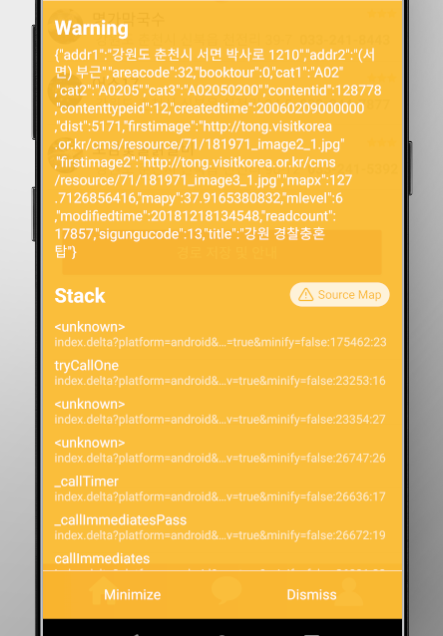 Warning
{"addr1":"강원도 춘천시 서면 박사로 1210","addr2":"(서
면) 부근","areacode":32,"booktour":0,"cat1":"A02"
,"cat2":"A0205","cat3":"A02050200","contentid":128778
,"contenttypeid":12,"createdtime":20060209000000
,"dist":5171,"firstimage":"http://tong.visitkorea
.or.kr/cms/resource/71/181971_image2_1.jpg"
,"firstimage2":"http://tong.visitkorea.or.kr/cms
/resource/71/181971_image3_1.jpg","mapx":127
.7126856416,"mapy":37.9165380832,"mlevel":6
,"modifiedtime":20181218134548,"readcount":
17857,"sigungucode":13,"title":"강원 경찰충혼
탑"}
Stack
Source Map
<unknown>
index.delta?platform=android&…=true&minify=false:175462:23
tryCallOne
index.delta?platform=android&…v=true&minify=false:23253:16
<unknown>
index.delta?platform=android&…v=true&minify=false:23354:27
<unknown>
index.delta?platform=android&…v=true&minify=false:26747:26
_callTimer
index.delta?platform=android&…v=true&minify=false:26636:17
_callImmediatesPass
index.delta?platform=android&…v=true&minify=false:26672:19
callImmediates
Minimize Dismiss